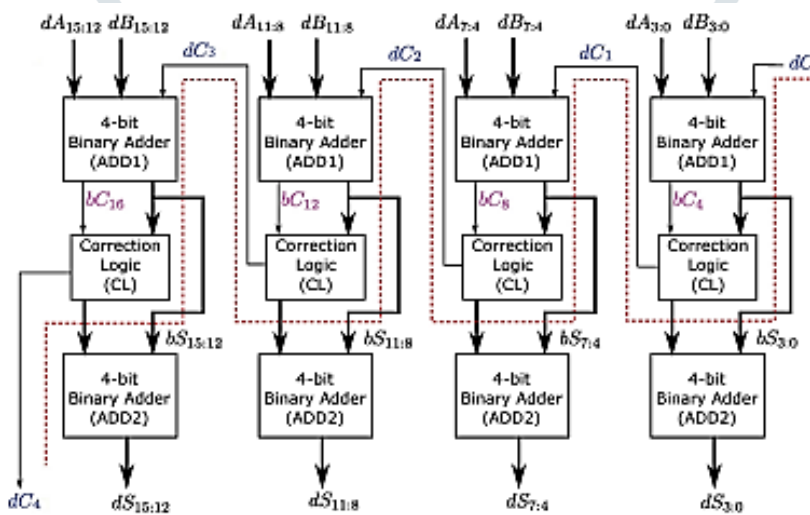 dA15:12 dB15:12 dA11:8 dB11:8 dA7:4 dB7:4 dA3:0 dB3:0
dC3 dC2 dC1 dC
4-bit
Binary Adder
(ADD1)
4-bit
Binary Adder
(ADD1)
4-bit
Binary Adder
(ADD1)
4-bit
Binary Adder
(ADD1)
bC16 bC12 bC8 bC4
Correction
Logic
(CL)
Correction
Logic
(CL)
Correction
Logic
(CL)
Correction
Logic
(CL)
bS15:12 bS11:8 bS7:4 bS3:0
4-bit
Binary Adder
(ADD2)
4-bit
Binary Adder
(ADD2)
4-bit
Binary Adder
(ADD2)
4-bit
Binary Adder
(ADD2)
dC4 dS15:12 dS11:8 dS7:4 dS3:0